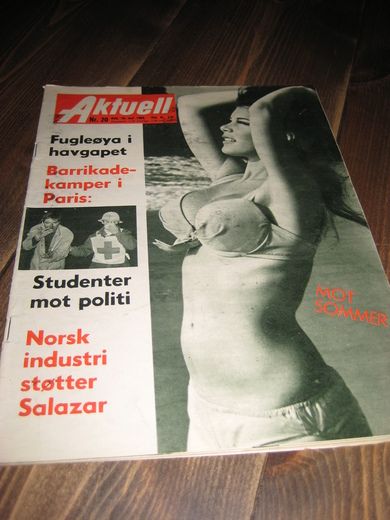 Aktuell
Nr. 20
Fugleøya i
havgapet
Barrikade-
kamper i
Paris:
Studenter
mot politi
Norsk
industri
støtter
Salazar
MOT
SOMMER